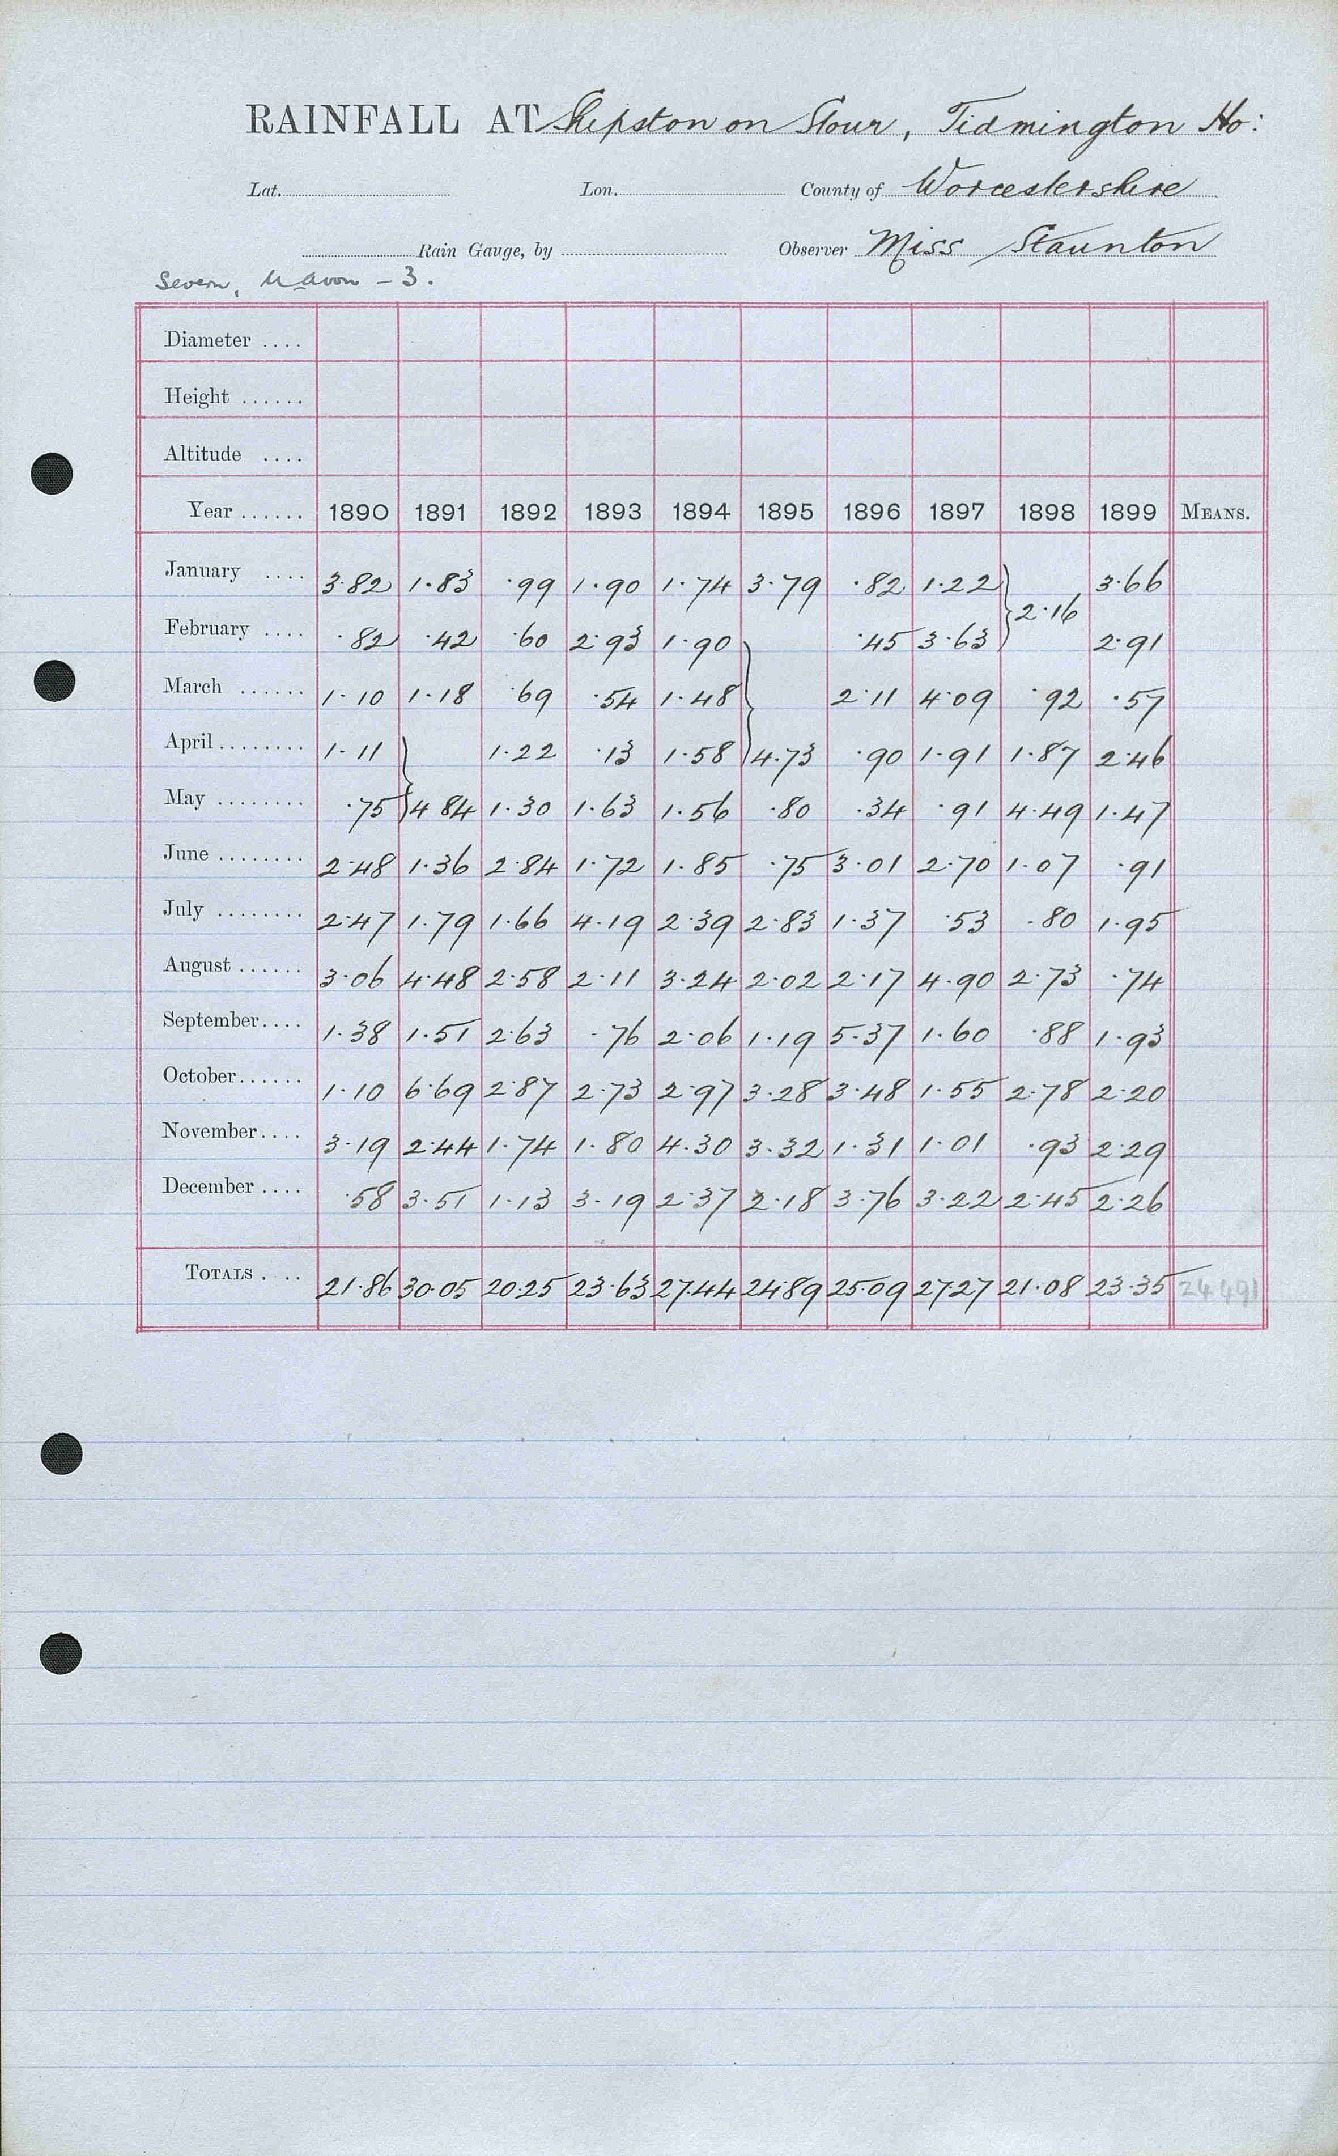 RAINFALL AT Shipston on Stour, Tidmington Ho:
Lat. Lon. County of Worcestershire
Rain Gauge, by Observer Miss Staunton
Severn, U Avon – 3.
Diameter ....
Height ......
Altitude ....
Year ...... 1890 1891 1892 1893 1894 1895 1896 1897 1898 1899 MEANS.
January .... 3.82 1.83 .99 1.90 1.74 3.79 .82 1.22 } 3.66
2.16
February .... .82 .42 .60 2.93 1.90 } .45 3.63 2.91
March ...... 1.10 1.18 .69 .54 1.48 2.11 4.09 .92 .57
April ........ 1.11 } 1.22 .13 1.58 4.73 .90 1.91 1.87 2.46
May ........ .75 4.84 1.30 1.63 1.56 .80 .34 .91 4.49 1.47
June ........ 2.48 1.36 2.84 1.72 1.85 .75 3.01 2.70 1.07 .91
July ........ 2.47 1.79 1.66 4.19 2.39 2.83 1.37 .53 .80 1.95
August ...... 3.06 4.48 2.58 2.11 3.24 2.02 2.17 4.90 2.73 .74
September.... 1.38 1.51 2.63 .76 2.06 1.19 5.37 1.60 .88 1.93
October...... 1.10 6.69 2.87 2.73 2.97 3.28 3.48 1.55 2.78 2.20
November.... 3.19 2.44 1.74 1.80 4.30 3.32 1.31 1.01 .93 2.29
December .... .58 3.51 1.13 3.19 2.37 2.18 3.76 3.22 2.45 2.26
TOTALS .... 21.86 30.05 20.25 23.63 27.44 24.89 25.09 27.27 21.08 23.35 24 491